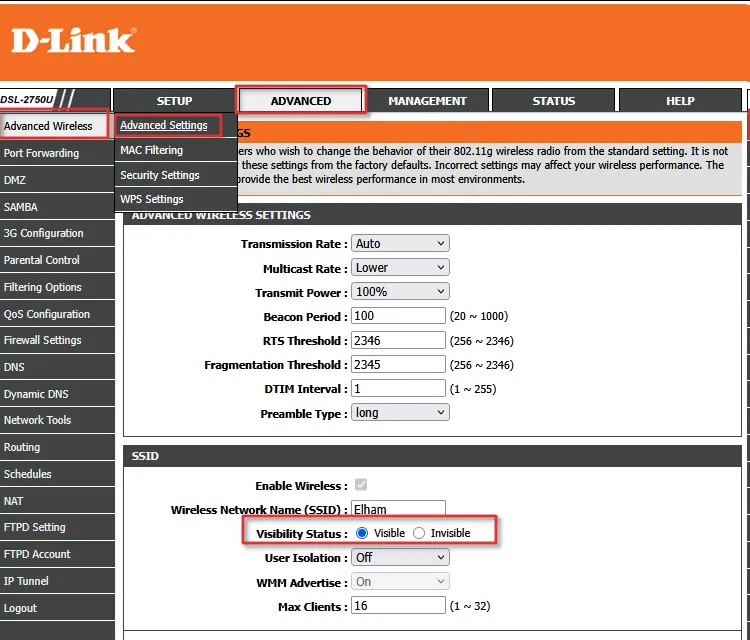 D-Link
DSL-2750U
SETUP
ADVANCED
MANAGEMENT
STATUS
HELP
Advanced Wireless
Port Forwarding
DMZ
SAMBA
3G Configuration
Parental Control
Filtering Options
QoS Configuration
Firewall Settings
DNS
Dynamic DNS
Network Tools
Routing
Schedules
NAT
FTPD Setting
FTPD Account
IP Tunnel
Logout
Advanced Settings
MAC Filtering
Security Settings
WPS Settings
GS
ers who wish to change the behavior of their 802.11g wireless radio from the standard setting. It is not
these settings from the factory defaults. Incorrect settings may affect your wireless performance. The
provide the best wireless performance in most environments.
ADVANCED WIRELESS SETTINGS
Transmission Rate : Auto
Multicast Rate : Lower
Transmit Power : 100%
Beacon Period : 100 (20 ~ 1000)
RTS Threshold : 2346 (256 ~ 2346)
Fragmentation Threshold : 2345 (256 ~ 2346)
DTIM Interval : 1 (1 ~ 255)
Preamble Type : long
SSID
Enable Wireless :
Wireless Network Name (SSID) : Elham
Visibility Status : Visible Invisible
User Isolation : Off
WMM Advertise : On
Max Clients : 16 (1 ~ 32)